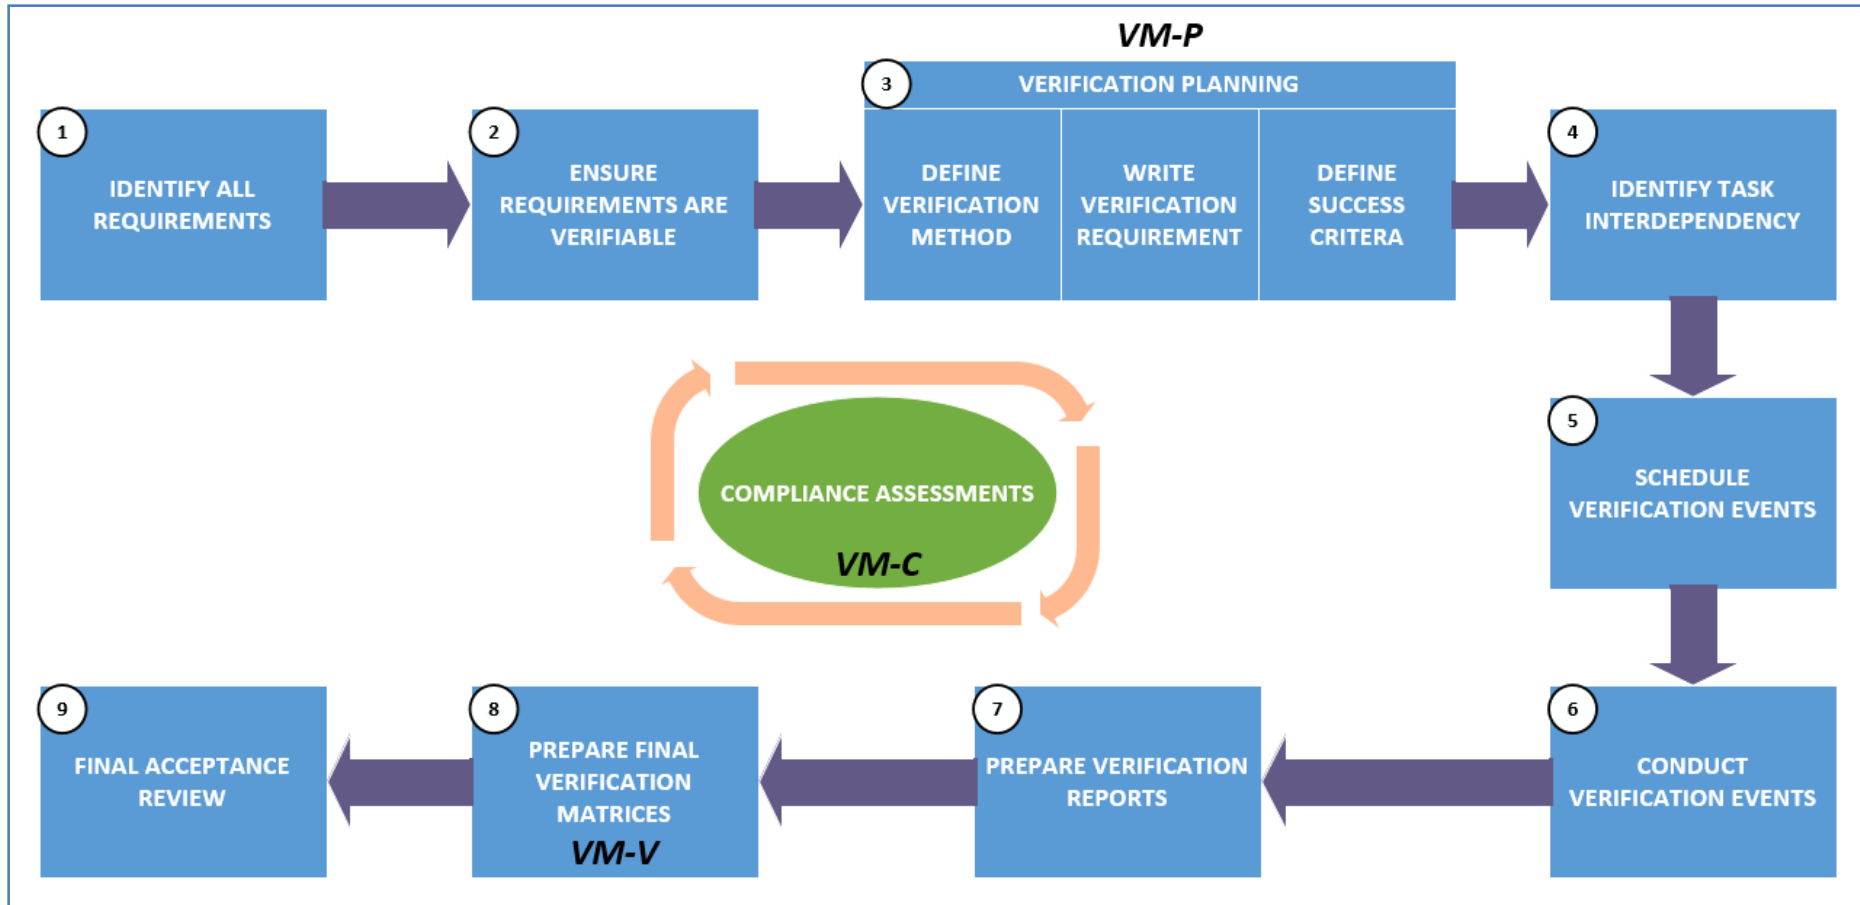 VM-P
3
VERIFICATION PLANNING
1
IDENTIFY ALL
REQUIREMENTS
2
ENSURE
REQUIREMENTS ARE
VERIFIABLE
DEFINE
VERIFICATION
METHOD
WRITE
VERIFICATION
REQUIREMENT
DEFINE
SUCCESS
CRITERA
4
IDENTIFY TASK
INTERDEPENDENCY
5
SCHEDULE
VERIFICATION EVENTS
COMPLIANCE ASSESSMENTS
VM-C
6
CONDUCT
VERIFICATION EVENTS
7
PREPARE VERIFICATION
REPORTS
8
PREPARE FINAL
VERIFICATION
MATRICES
VM-V
9
FINAL ACCEPTANCE
REVIEW